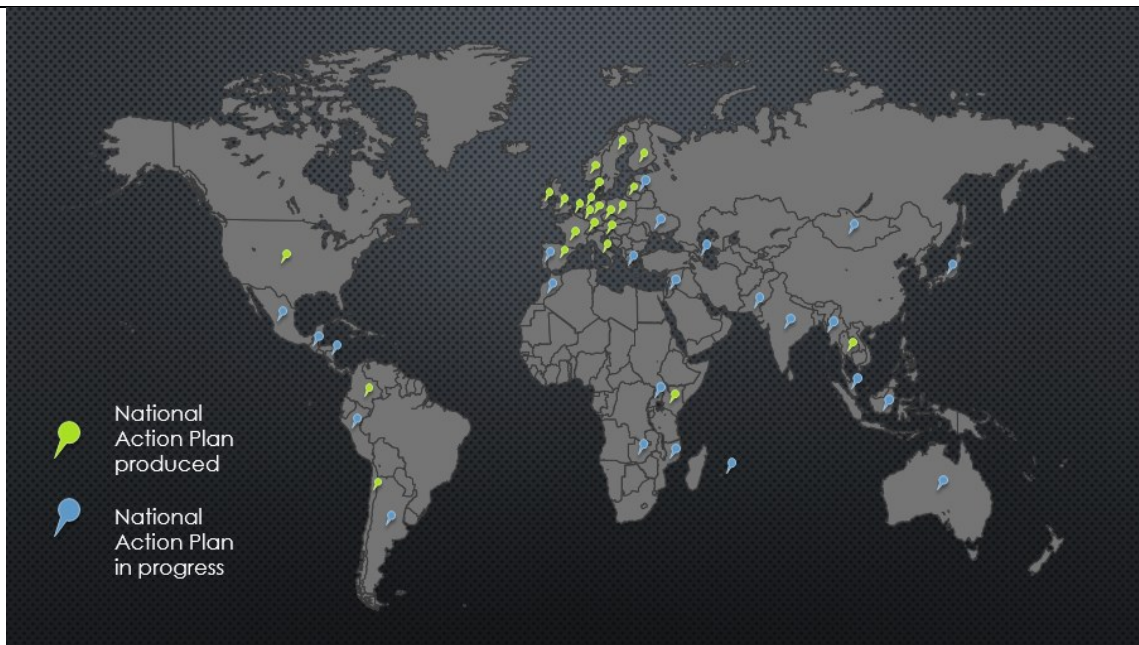 National
Action Plan
produced
National
Action Plan
in progress